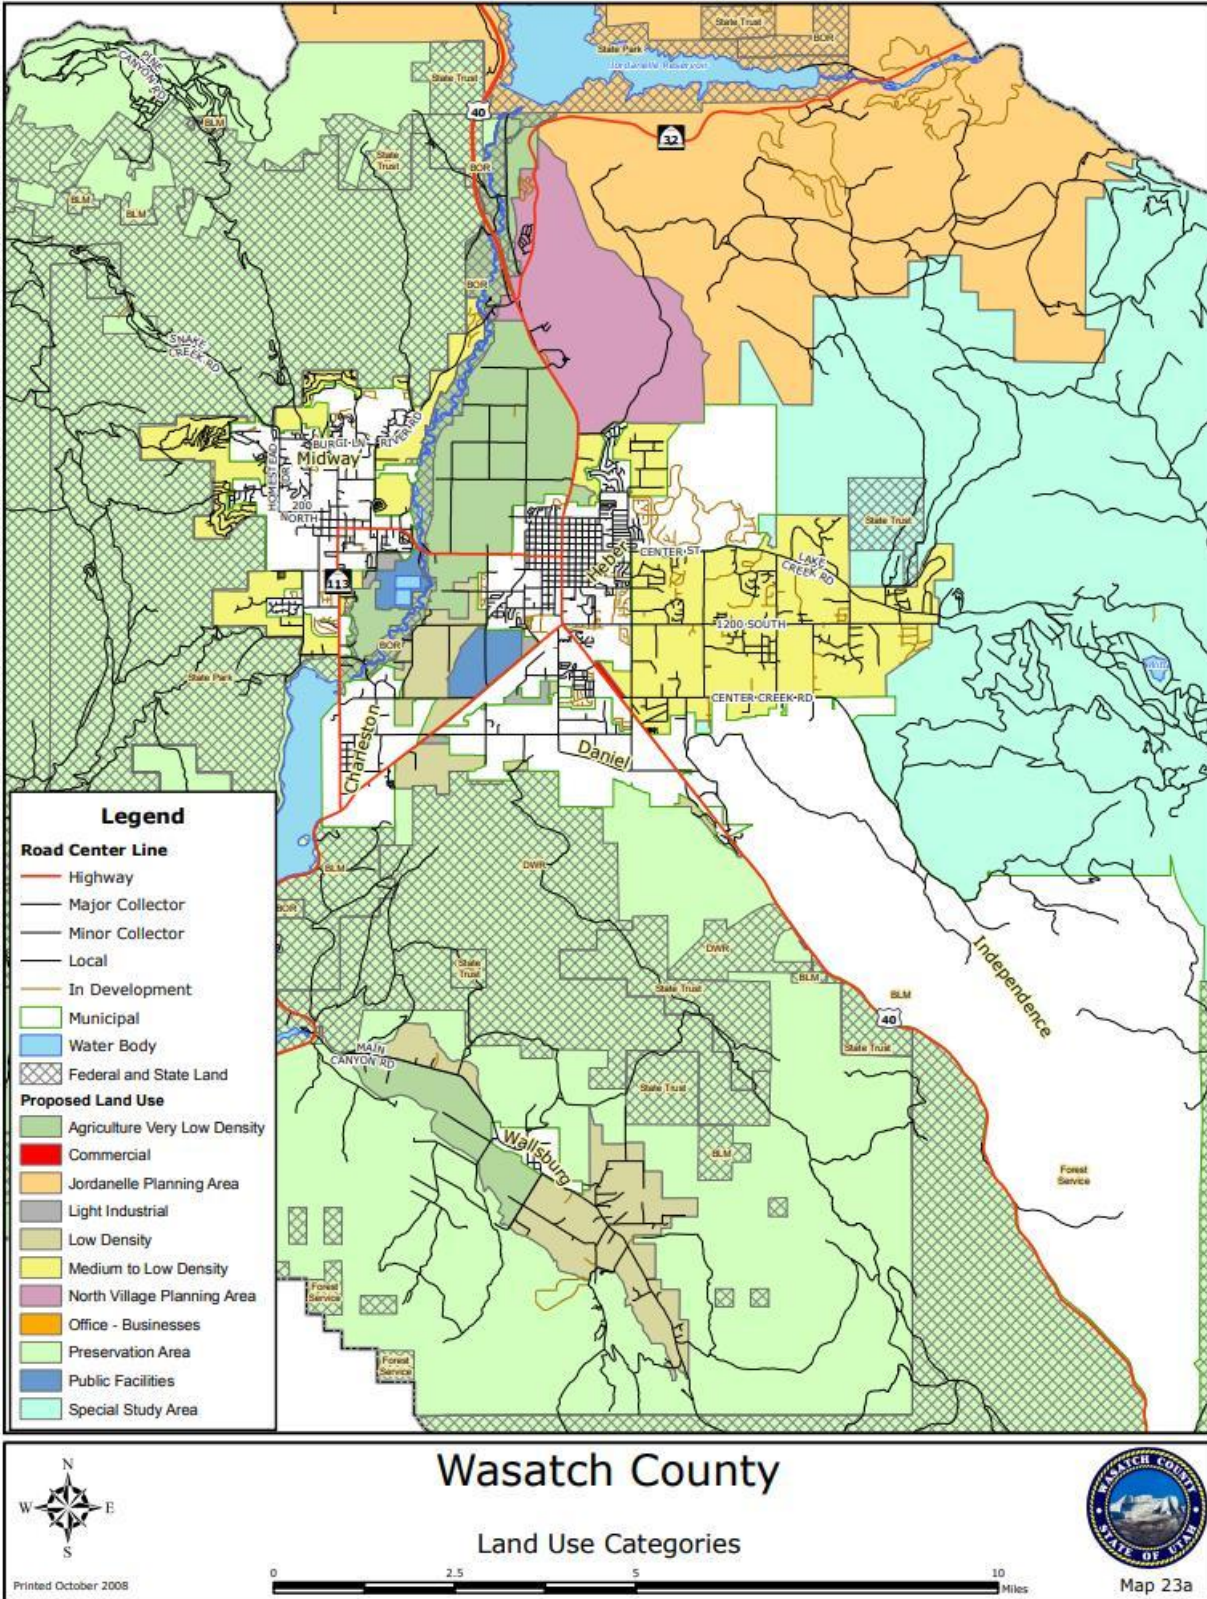 State Trust
BOR
State Park
Jordanelle Reservoir
PINE
CANYON RD
State Trust
40
32
BLM
State
Trust
BOR
BLM
BLM
BOR
SNAKE
CREEK RD
BURGI LN
RIVER RD
Midway
HOMESTEAD
DR
200
NORTH
State Trust
Heber
CENTER ST
LAKE
CREEK RD
113
1200 SOUTH
BOR
State Park
CENTER CREEK RD
Charleston
Daniel
BLM
DWR
BOR
DWR
State
Trust
State Trust
BLM
BLM
Independence
40
State Trust
MAIN
CANYON RD
State Trust
Wallsburg
BLM
Forest
Service
Forest
Service
Forest
Service
Legend
Road Center Line
Highway
Major Collector
Minor Collector
Local
In Development
Municipal
Water Body
Federal and State Land
Proposed Land Use
Agriculture Very Low Density
Commercial
Jordanelle Planning Area
Light Industrial
Low Density
Medium to Low Density
North Village Planning Area
Office - Businesses
Preservation Area
Public Facilities
Special Study Area
Wasatch County
Land Use Categories
N
W E
S
Printed October 2008
0 2.5 5 10
Miles
WASATCH COUNTY
STATE OF UTAH
Map 23a